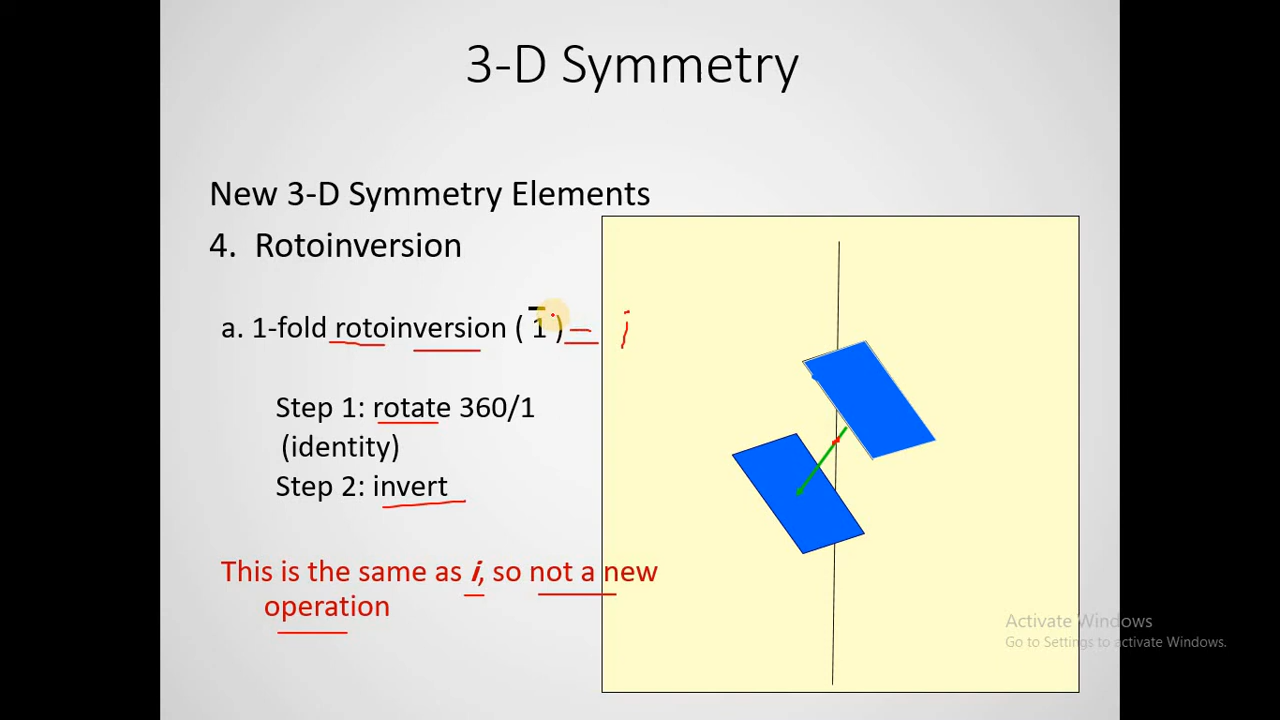 3-D Symmetry
New 3-D Symmetry Elements
4. Rotoinversion
a. 1-fold rotoinversion ( 1̅ ) = i
Step 1: rotate 360/1
(identity)
Step 2: invert
This is the same as i, so not a new
operation
Activate Windows
Go to Settings to activate Windows.